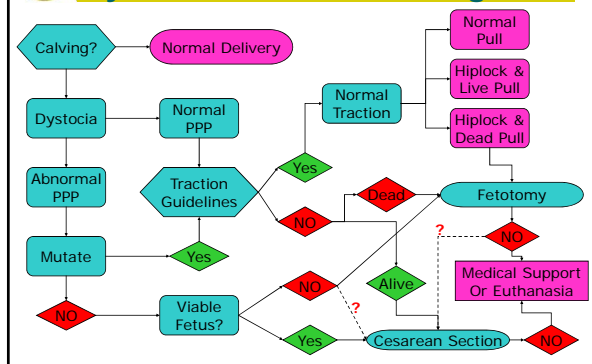 Calving?
Normal Delivery
Normal
Pull
Hiplock &
Live Pull
Hiplock &
Dead Pull
Normal
Traction
Dystocia
Normal
PPP
Yes
Abnormal
PPP
Traction
Guidelines
Dead
Fetotomy
NO
Mutate
Yes
?
NO
Alive
Medical Support
Or Euthanasia
NO
Viable
Fetus?
NO
?
Yes
Cesarean Section
NO